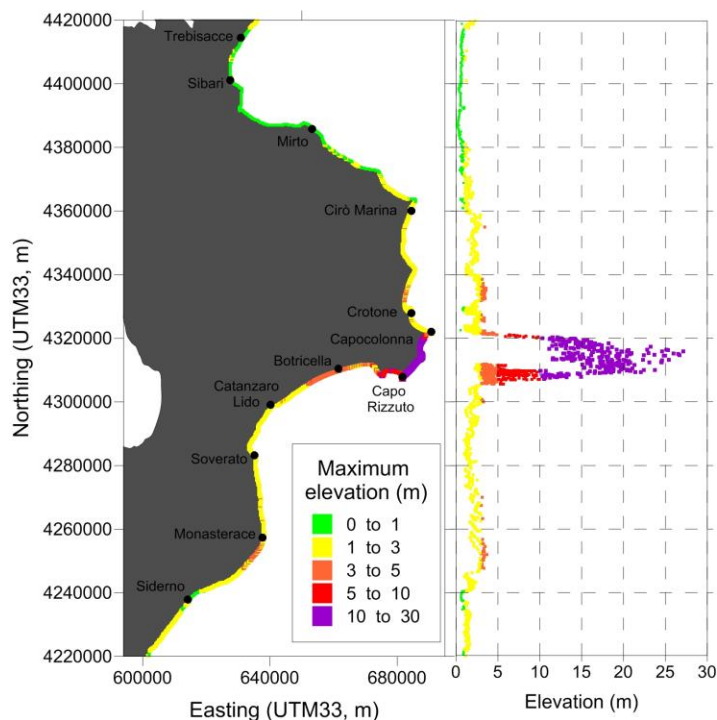 4420000
4400000
4380000
4360000
4340000
4320000
4300000
4280000
4260000
4240000
4220000
Northing (UTM33, m)
Trebisacce
Sibari
Mirto
Cirò Marina
Crotone
Capocolonna
Botricella
Catanzaro
Lido
Capo
Rizzuto
Soverato
Monasterace
Siderno
Maximum
elevation (m)
0 to 1
1 to 3
3 to 5
5 to 10
10 to 30
600000 640000 680000
Easting (UTM33, m)
0 5 10 15 20 25 30
Elevation (m)